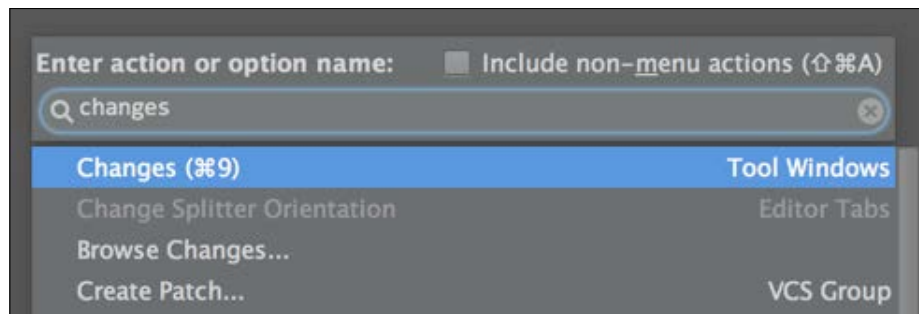 Enter action or option name: Include non-menu actions (⇧⌘A)
changes
Changes (⌘9) Tool Windows
Change Splitter Orientation Editor Tabs
Browse Changes...
Create Patch... VCS Group